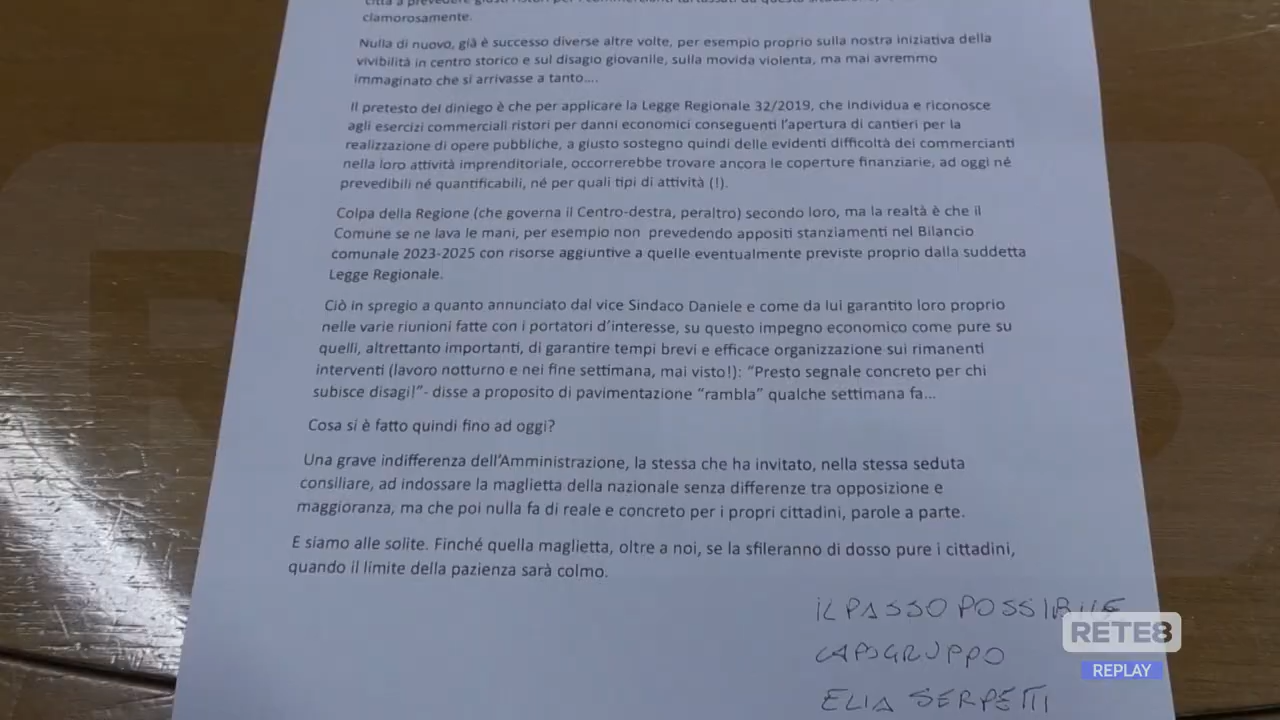 clamorosamente.
Nulla di nuovo, già è successo diverse altre volte, per esempio proprio sulla nostra iniziativa della
vivibilità in centro storico e sul disagio giovanile, sulla movida violenta, ma mai avremmo
immaginato che si arrivasse a tanto....
Il pretesto del diniego è che per applicare la Legge Regionale 32/2019, che individua e riconosce
agli esercizi commerciali ristori per danni economici conseguenti l'apertura di cantieri per la
realizzazione di opere pubbliche, a giusto sostegno quindi delle evidenti difficoltà dei commercianti
nella loro attività imprenditoriale, occorrerebbe trovare ancora le coperture finanziarie, ad oggi né
prevedibili né quantificabili, né per quali tipi di attività (!).
Colpa della Regione (che governa il Centro-destra, peraltro) secondo loro, ma la realtà è che il
Comune se ne lava le mani, per esempio non prevedendo appositi stanziamenti nel Bilancio
comunale 2023-2025 con risorse aggiuntive a quelle eventualmente previste proprio dalla suddetta
Legge Regionale.
Ciò in spregio a quanto annunciato dal vice Sindaco Daniele e come da lui garantito loro proprio
nelle varie riunioni fatte con i portatori d'interesse, su questo impegno economico come pure su
quelli, altrettanto importanti, di garantire tempi brevi e efficace organizzazione sui rimanenti
interventi (lavoro notturno e nei fine settimana, mai visto!): "Presto segnale concreto per chi
subisce disagi!"- disse a proposito di pavimentazione "rambla" qualche settimana fa...
Cosa si è fatto quindi fino ad oggi?
Una grave indifferenza dell'Amministrazione, la stessa che ha invitato, nella stessa seduta
consiliare, ad indossare la maglietta della nazionale senza differenze tra opposizione e
maggioranza, ma che poi nulla fa di reale e concreto per i propri cittadini, parole a parte.
E siamo alle solite. Finché quella maglietta, oltre a noi, se la sfileranno di dosso pure i cittadini,
quando il limite della pazienza sarà colmo.
IL PASSO POSSIBILE
CAPOGRUPPO
ELIA SERPETTI
RETE8
REPLAY